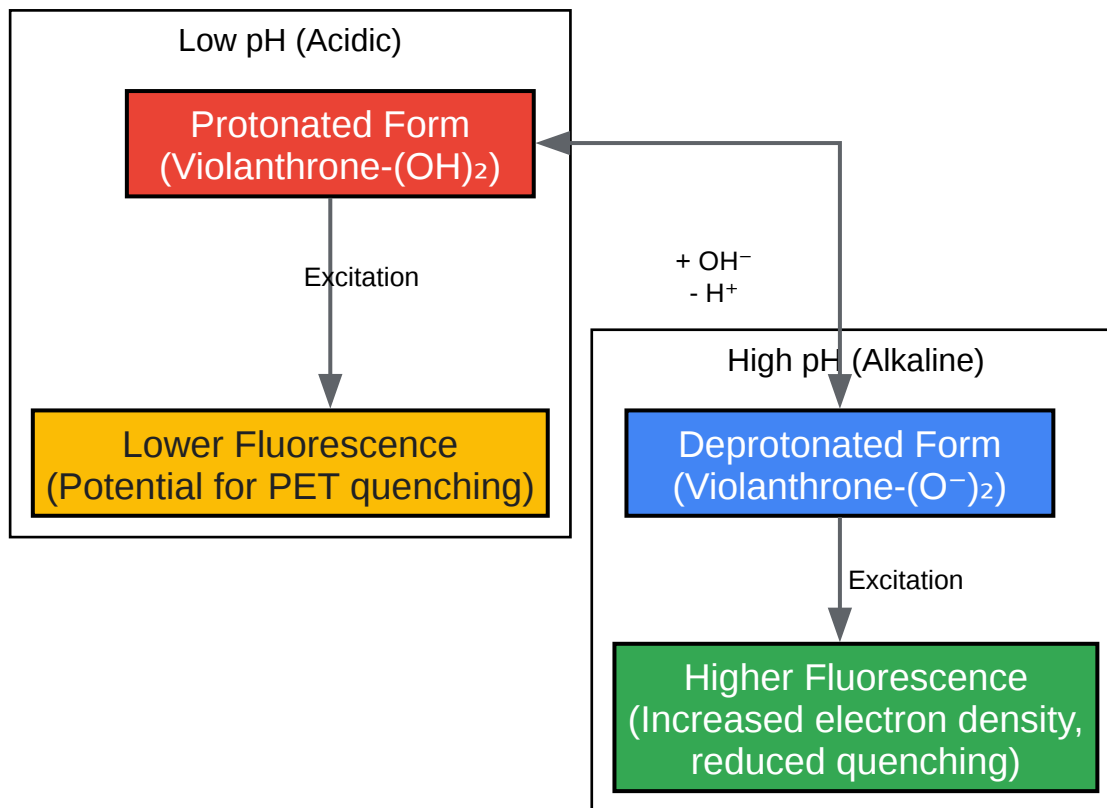 Low pH (Acidic)
Protonated Form
(Violanthrone-(OH)₂)
Excitation
Lower Fluorescence
(Potential for PET quenching)
+ OH⁻
- H⁺
High pH (Alkaline)
Deprotonated Form
(Violanthrone-(O⁻)₂)
Excitation
Higher Fluorescence
(Increased electron density,
reduced quenching)